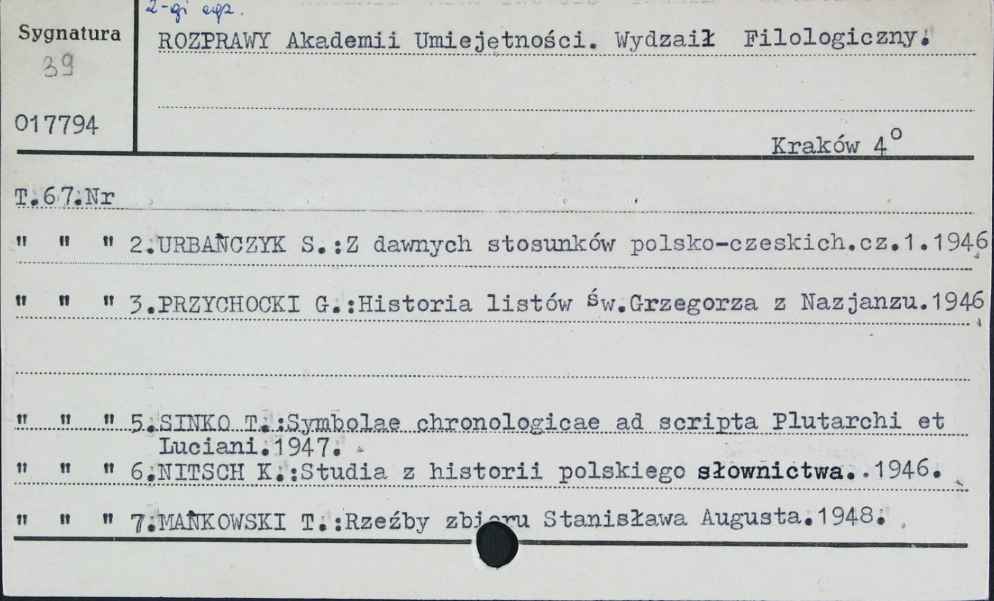 2-gi egz.
Sygnatura
ROZPRAWY Akademii Umiejętności. Wydzaił Filologiczny.
39
017794
Kraków 4°
T.67.Nr
" " " 2.URBAŃCZYK S.:Z dawnych stosunków polsko-czeskich.cz.1.1946
" " " 3.PRZYCHOCKI G.:Historia listów św.Grzegorza z Nazjanzu.1946
" " " 5.SINKO T.:Symbolae chronologicae ad scripta Plutarchi et
Luciani.1947.
" " " 6.NITSCH K.:Studia z historii polskiego słownictwa..1946.
" " " 7.MAŃKOWSKI T.:Rzeźby zbioru Stanisława Augusta.1948.